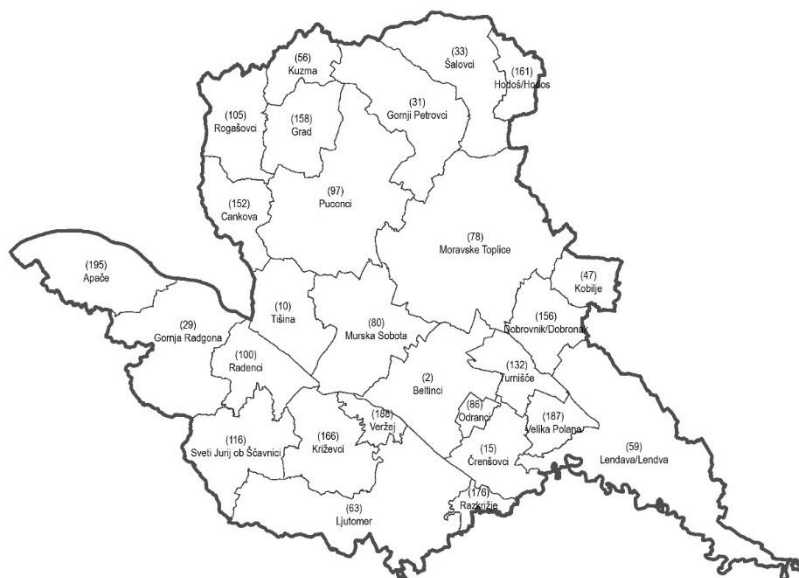 (33)
Šalovci
(56)
Kuzma
(161)
Hodoš/Hodos
(31)
Gornji Petrovci
(105)
Rogašovci
(158)
Grad
(97)
Puconci
(152)
Cankova
(78)
Moravske Toplice
(195)
Apače
(47)
Kobilje
(10)
Tišina
(156)
Dobrovnik/Dobronak
(29)
Gornja Radgona
(80)
Murska Sobota
(100)
Radenci
(132)
Turnišče
(2)
Beltinci
(86)
Odranci
(188)
Veržej
(187)
Velika Polana
(116)
Sveti Jurij ob Ščavnici
(166)
Križevci
(15)
Črenšovci
(59)
Lendava/Lendva
(176)
Razkrižje
(63)
Ljutomer